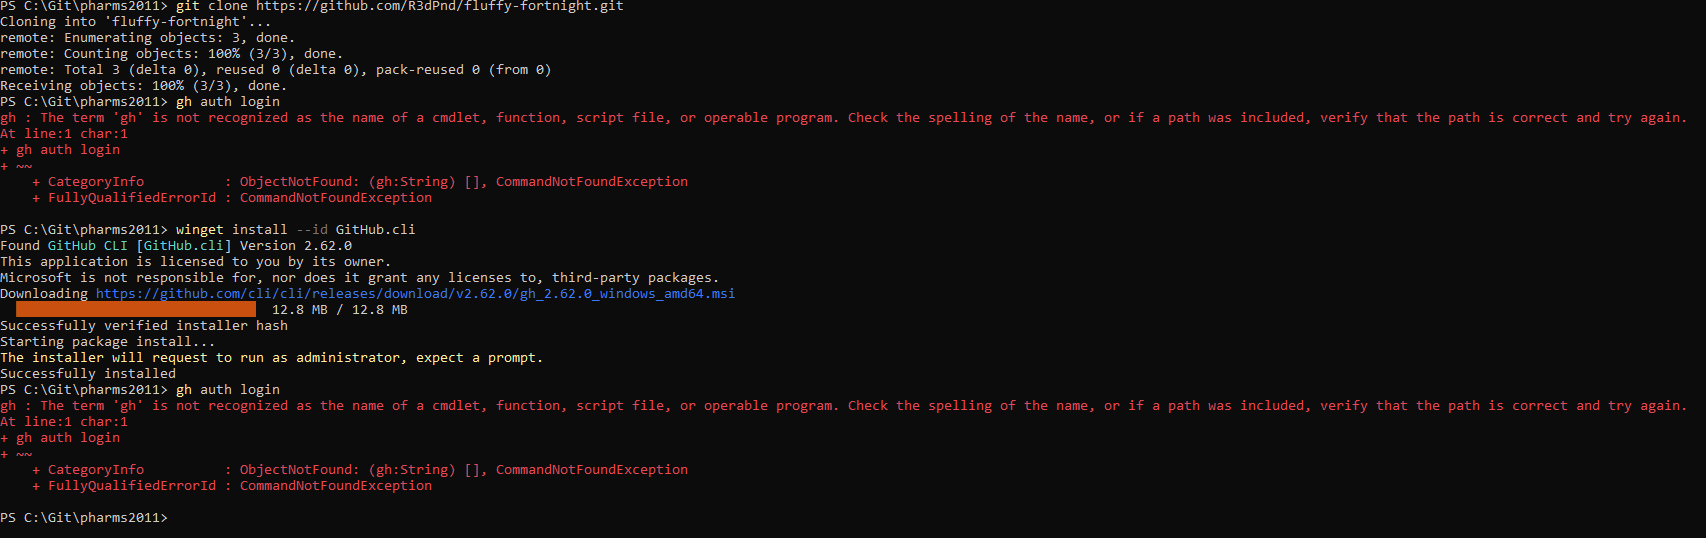 PS C:\Git\pharms2011> git clone https://github.com/R3dPnd/fluffy-fortnight.git
Cloning into 'fluffy-fortnight'...
remote: Enumerating objects: 3, done.
remote: Counting objects: 100% (3/3), done.
remote: Total 3 (delta 0), reused 0 (delta 0), pack-reused 0 (from 0)
Receiving objects: 100% (3/3), done.
PS C:\Git\pharms2011> gh auth login
gh : The term 'gh' is not recognized as the name of a cmdlet, function, script file, or operable program. Check the spelling of the name, or if a path was included, verify that the path is correct and try again.
At line:1 char:1
+ gh auth login
+ ~~
    + CategoryInfo          : ObjectNotFound: (gh:String) [], CommandNotFoundException
    + FullyQualifiedErrorId : CommandNotFoundException

PS C:\Git\pharms2011> winget install --id GitHub.cli
Found GitHub CLI [GitHub.cli] Version 2.62.0
This application is licensed to you by its owner.
Microsoft is not responsible for, nor does it grant any licenses to, third-party packages.
Downloading https://github.com/cli/cli/releases/download/v2.62.0/gh_2.62.0_windows_amd64.msi
12.8 MB / 12.8 MB
Successfully verified installer hash
Starting package install...
The installer will request to run as administrator, expect a prompt.
Successfully installed
PS C:\Git\pharms2011> gh auth login
gh : The term 'gh' is not recognized as the name of a cmdlet, function, script file, or operable program. Check the spelling of the name, or if a path was included, verify that the path is correct and try again.
At line:1 char:1
+ gh auth login
+ ~~
    + CategoryInfo          : ObjectNotFound: (gh:String) [], CommandNotFoundException
    + FullyQualifiedErrorId : CommandNotFoundException

PS C:\Git\pharms2011>